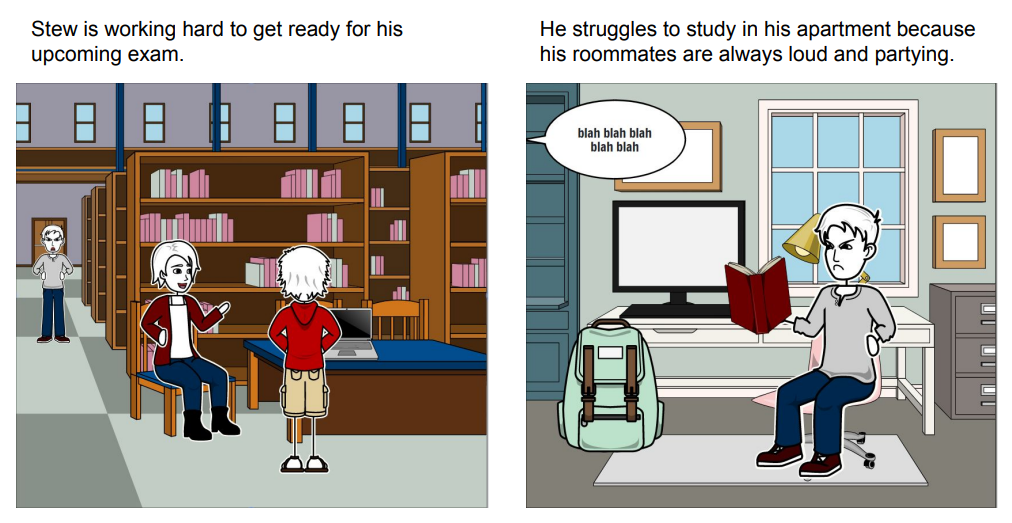 Stew is working hard to get ready for his
upcoming exam.
He struggles to study in his apartment because
his roommates are always loud and partying.
blah blah blah
blah blah